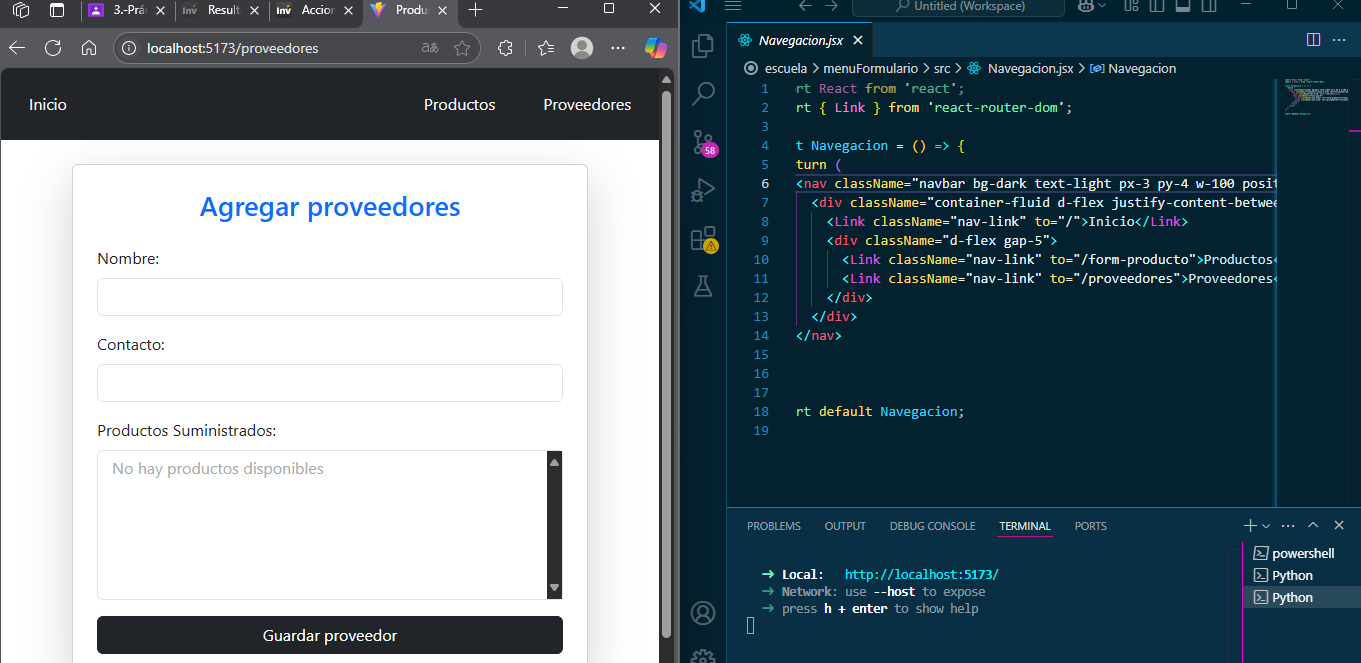 3.-Prá
Result
Accion
Produ
localhost:5173/proveedores
Inicio
Productos
Proveedores
Agregar proveedores
Nombre:
Contacto:
Productos Suministrados:
No hay productos disponibles
Guardar proveedor
Untitled (Workspace)
Navegacion.jsx
escuela > menuFormulario > src > Navegacion.jsx > Navegacion
58
1 rt React from 'react';
2 rt { Link } from 'react-router-dom';
3
4 t Navegacion = () => {
5 turn (
6 <nav className="navbar bg-dark text-light px-3 py-4 w-100 posit
7 <div className="container-fluid d-flex justify-content-betwee
8 <Link className="nav-link" to="/">Inicio</Link>
9 <div className="d-flex gap-5">
10 <Link className="nav-link" to="/form-producto">Productos<
11 <Link className="nav-link" to="/proveedores">Proveedores<
12 </div>
13 </div>
14 </nav>
15
16
17
18 rt default Navegacion;
19
PROBLEMS OUTPUT DEBUG CONSOLE TERMINAL PORTS
➜ Local: http://localhost:5173/
➜ Network: use --host to expose
➜ press h + enter to show help
powershell
Python
Python